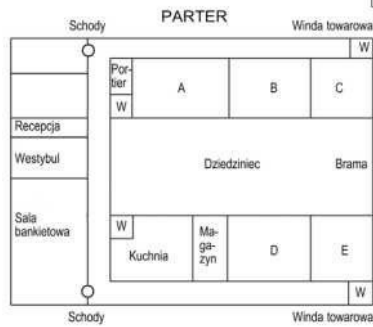 PARTER
Schody
Winda towarowa
W
Por-
tier
A
B
C
W
Recepcja
Westybul
Dziedziniec
Brama
Sala
bankietowa
W
Kuchnia
Ma-
ga-
zyn
D
E
W
Schody
Winda towarowa